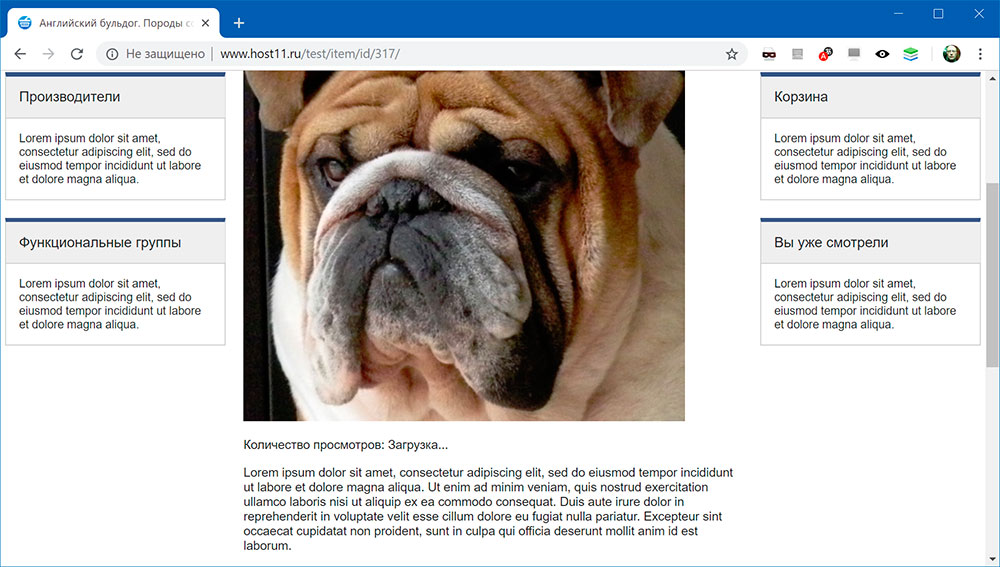 Английский бульдог. Породы со
Не защищено
www.host11.ru/test/item/id/317/
Производители
Lorem ipsum dolor sit amet,
consectetur adipiscing elit, sed do
eiusmod tempor incididunt ut labore
et dolore magna aliqua.
Функциональные группы
Lorem ipsum dolor sit amet,
consectetur adipiscing elit, sed do
eiusmod tempor incididunt ut labore
et dolore magna aliqua.
Количество просмотров: Загрузка...
Lorem ipsum dolor sit amet, consectetur adipiscing elit, sed do eiusmod tempor incididunt
ut labore et dolore magna aliqua. Ut enim ad minim veniam, quis nostrud exercitation
ullamco laboris nisi ut aliquip ex ea commodo consequat. Duis aute irure dolor in
reprehenderit in voluptate velit esse cillum dolore eu fugiat nulla pariatur. Excepteur sint
occaecat cupidatat non proident, sunt in culpa qui officia deserunt mollit anim id est
laborum.
Корзина
Lorem ipsum dolor sit amet,
consectetur adipiscing elit, sed do
eiusmod tempor incididunt ut labore
et dolore magna aliqua.
Вы уже смотрели
Lorem ipsum dolor sit amet,
consectetur adipiscing elit, sed do
eiusmod tempor incididunt ut labore
et dolore magna aliqua.